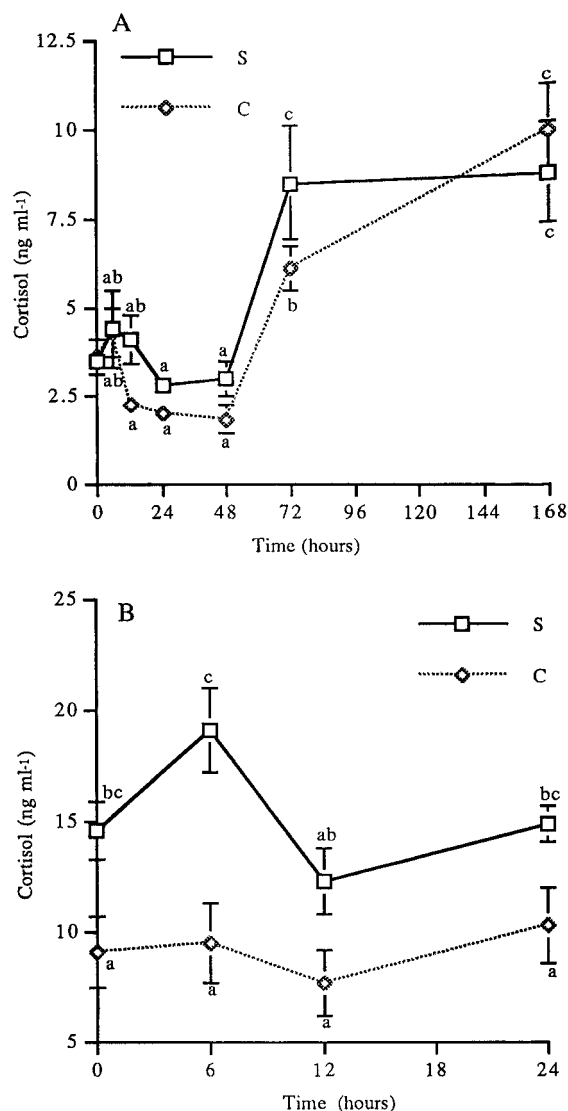 A
12.5
S
C
10
7.5
5
2.5
0
Cortisol (ng ml-1)
ab
ab
ab
a
a
a
a
a
c
b
c
c
0 24 48 72 96 120 144 168
Time (hours)
B
25
S
C
20
15
10
5
Cortisol (ng ml-1)
bc
c
ab
bc
a
a
a
a
0 6 12 18 24
Time (hours)